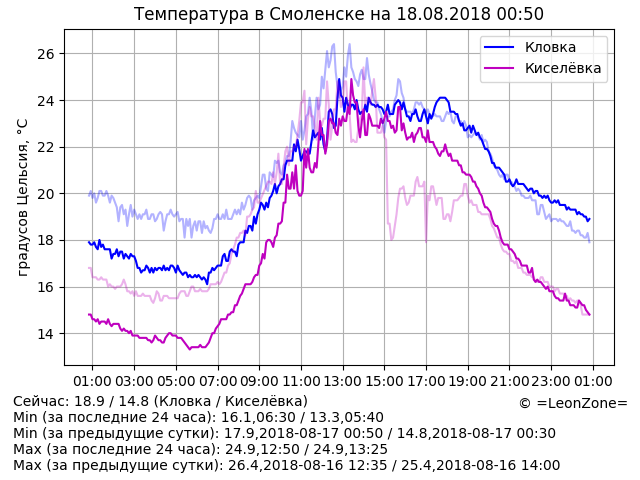 Температура в Смоленске на 18.08.2018 00:50
градусов Цельсия, °C
26
24
22
20
18
16
14
Кловка
Киселёвка
01:00 03:00 05:00 07:00 09:00 11:00 13:00 15:00 17:00 19:00 21:00 23:00 01:00
Сейчас: 18.9 / 14.8 (Кловка / Киселёвка)
© =LeonZone=
Min (за последние 24 часа): 16.1,06:30 / 13.3,05:40
Min (за предыдущие сутки): 17.9,2018-08-17 00:50 / 14.8,2018-08-17 00:30
Max (за последние 24 часа): 24.9,12:50 / 24.9,13:25
Max (за предыдущие сутки): 26.4,2018-08-16 12:35 / 25.4,2018-08-16 14:00